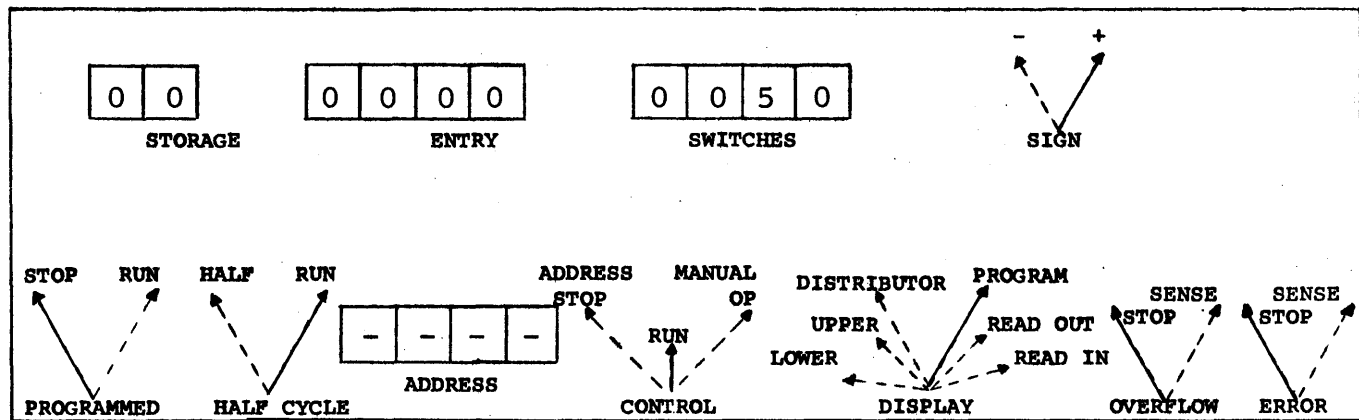 - +
0 0 0 0 0 0 0 0 5 0
STORAGE ENTRY SWITCHES SIGN
STOP RUN HALF RUN ADDRESS STOP MANUAL OP DISTRIBUTOR PROGRAM
UPPER READ OUT SENSE STOP SENSE STOP
RUN
LOWER READ IN
- - - -
ADDRESS
PROGRAMMED HALF CYCLE CONTROL DISPLAY OVERFLOW ERROR